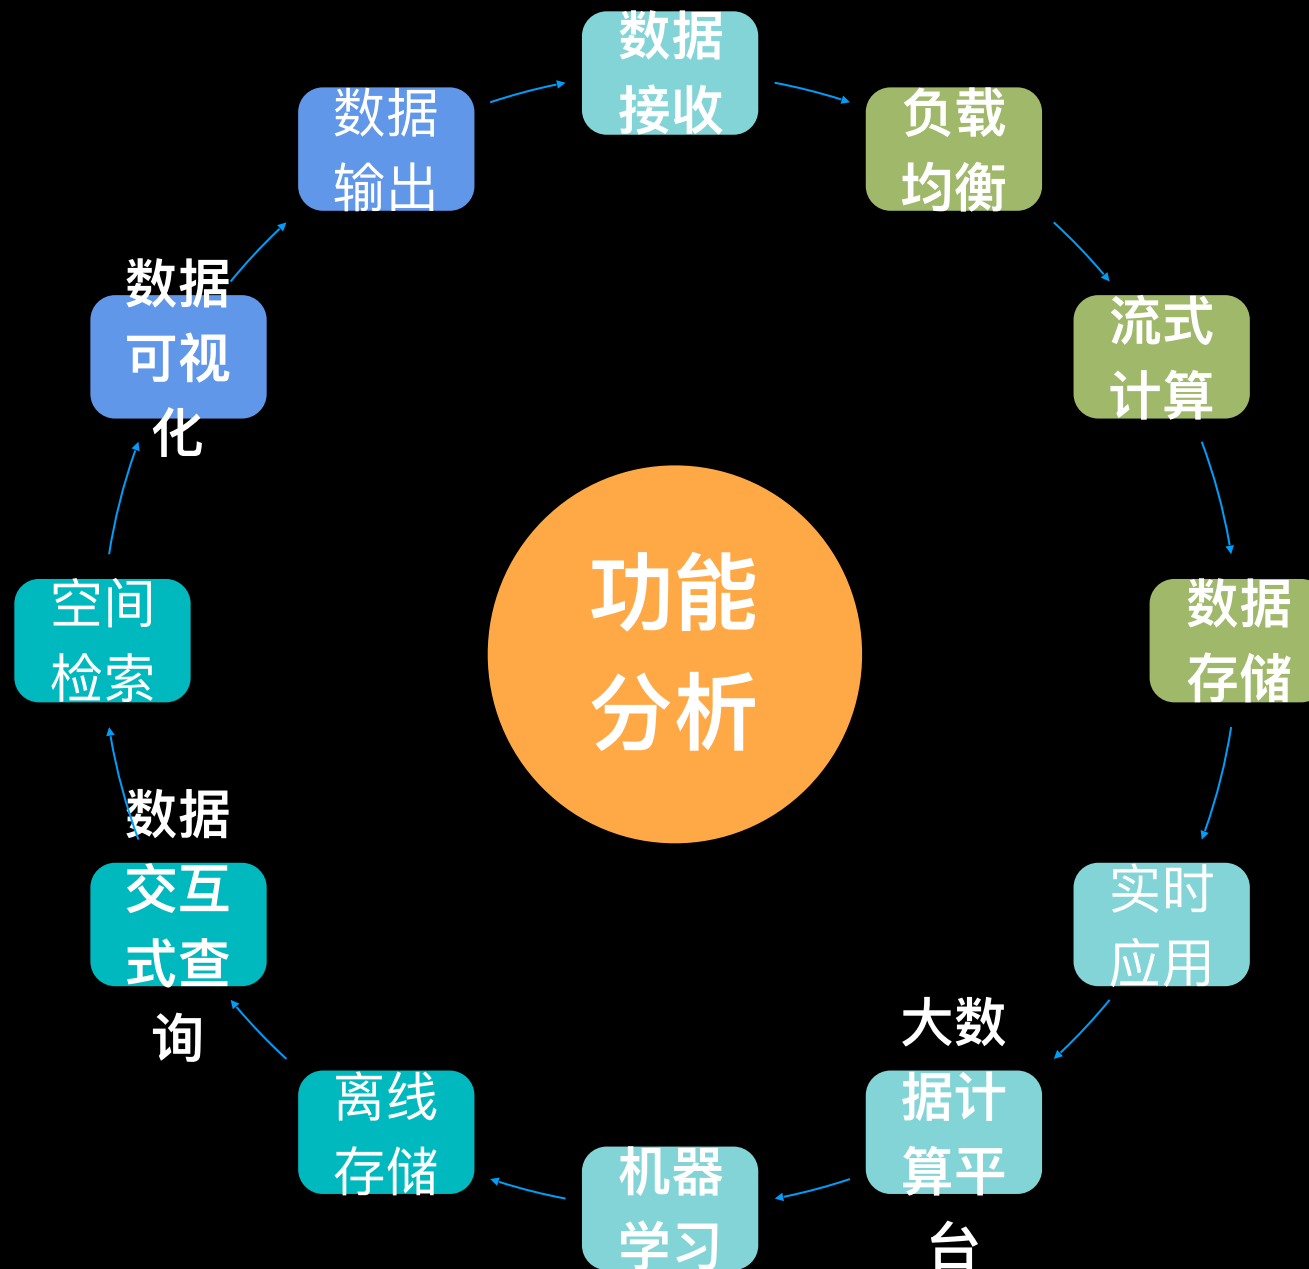 数据
接收
负载
均衡
流式
计算
数据
存储
实时
应用
大数
据计
算平
台
机器
学习
离线
存储
数据
交互
式查
询
空间
检索
数据
可视
化
数据
输出
功能
分析